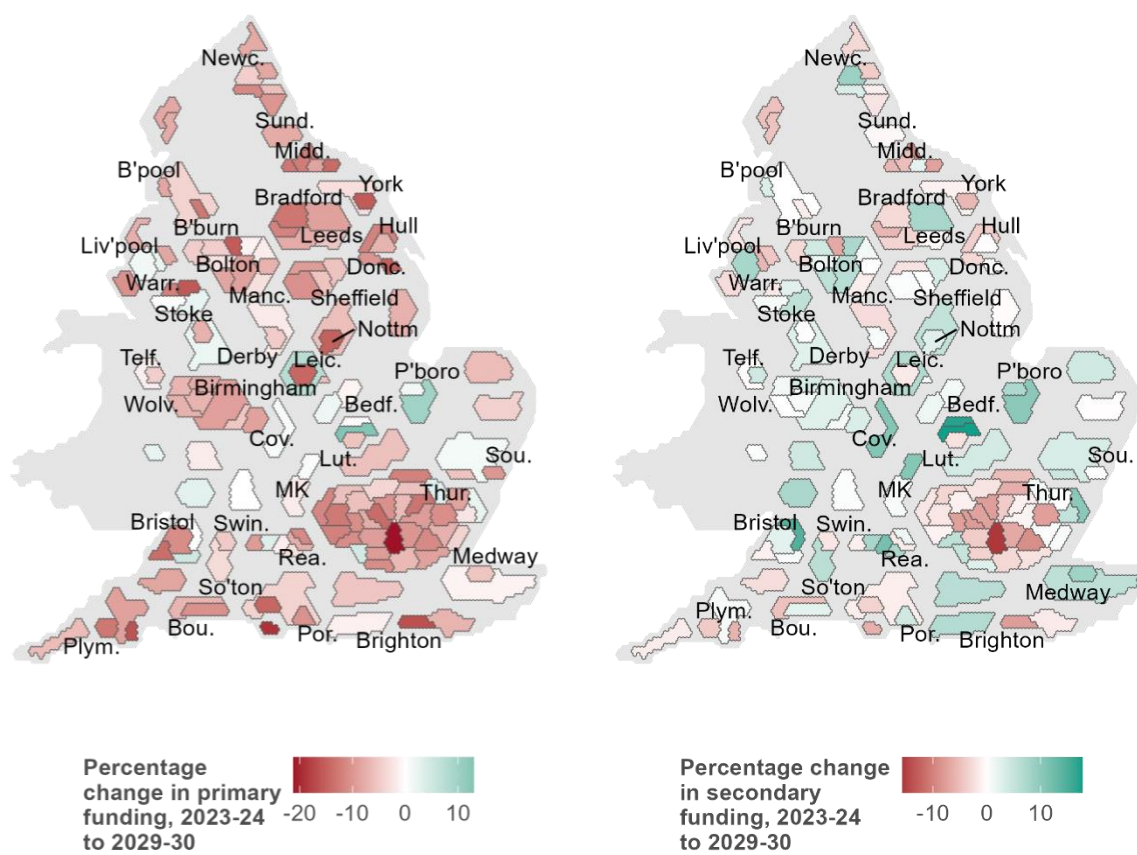 Newc.
Sund.
Midd.
B'pool
York
Bradford
B'burn
Hull
Leeds
Liv'pool
Bolton
Donc.
Warr.
Manc.
Sheffield
Stoke
Nottm
Derby
Telf.
Leic.
P'boro
Birmingham
Wolv.
Bedf.
Cov.
Lut.
Sou.
MK
Thur.
Bristol
Swin.
Rea.
Medway
So'ton
Bou.
Por.
Brighton
Plym.
Percentage
change in primary
funding, 2023-24
to 2029-30
-20 -10 0 10
Newc.
Sund.
Midd.
B'pool
York
Bradford
B'burn
Hull
Leeds
Liv'pool
Bolton
Donc.
Warr.
Manc.
Sheffield
Stoke
Nottm
Derby
Telf.
Leic.
P'boro
Birmingham
Wolv.
Bedf.
Cov.
Lut.
Sou.
MK
Thur.
Bristol
Swin.
Rea.
Medway
So'ton
Plym.
Bou.
Por.
Brighton
Percentage change
in secondary
funding, 2023-24
to 2029-30
-10 0 10